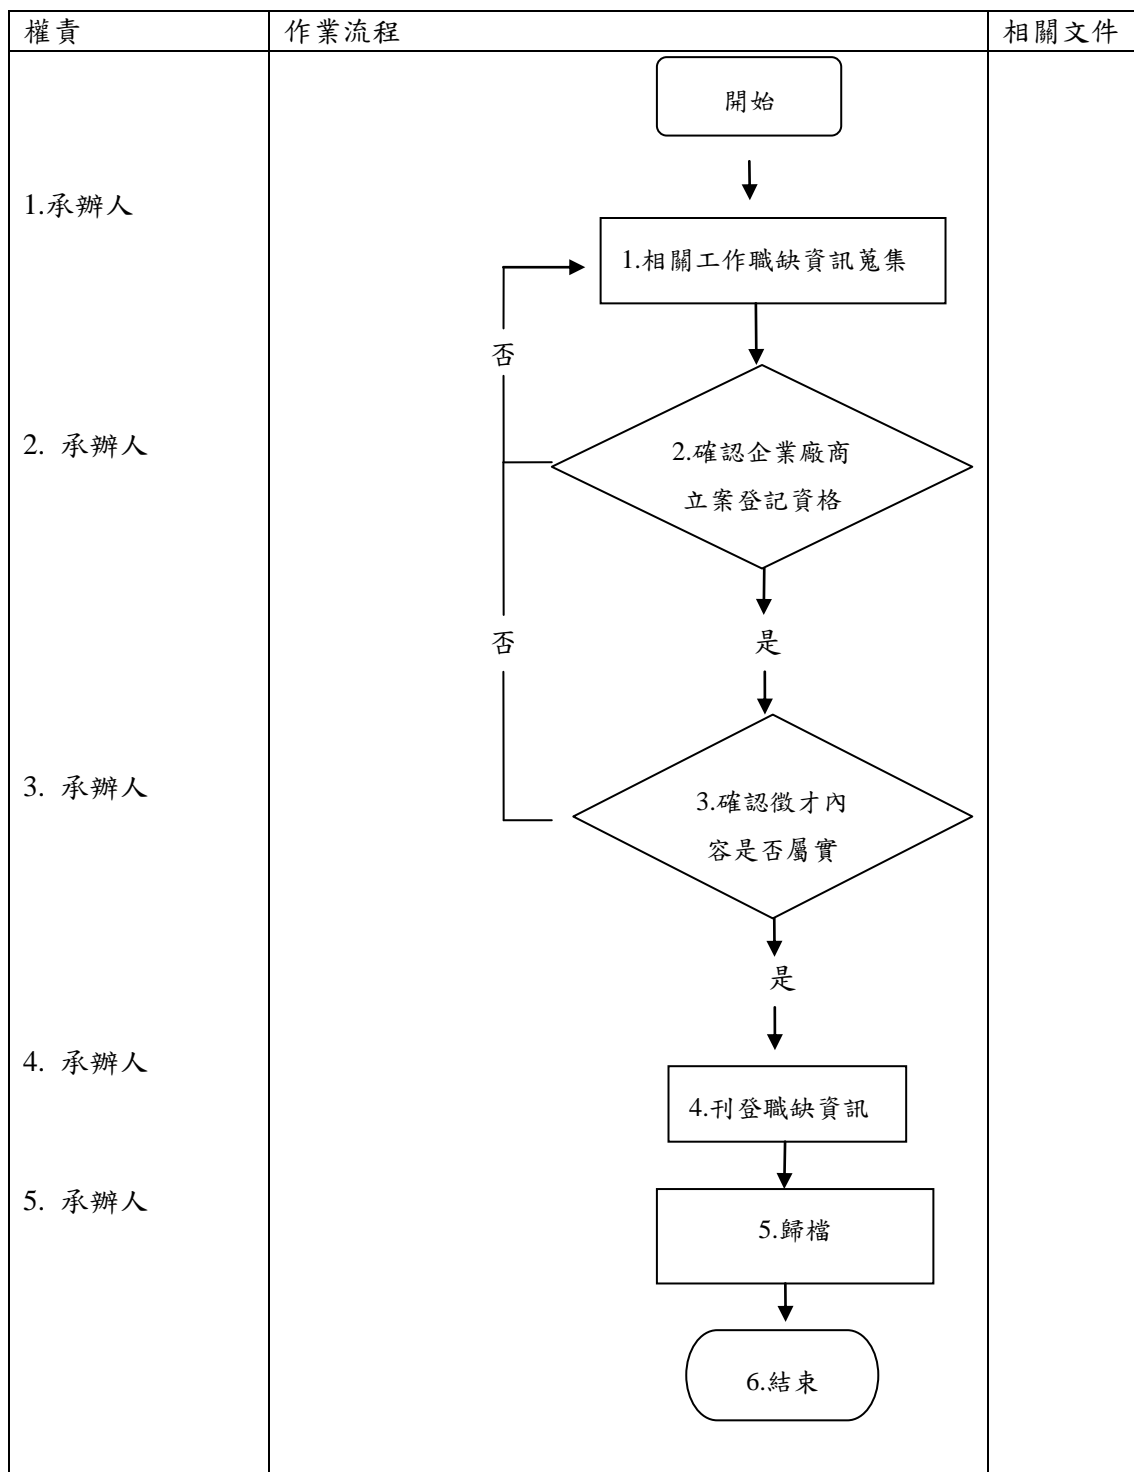 權責 作業流程 相關文件
開始
1.承辦人
1.相關工作職缺資訊蒐集
否
2. 承辦人
2.確認企業廠商
立案登記資格
否
是
3. 承辦人
3.確認徵才內
容是否屬實
是
4. 承辦人
4.刊登職缺資訊
5. 承辦人
5.歸檔
6.結束